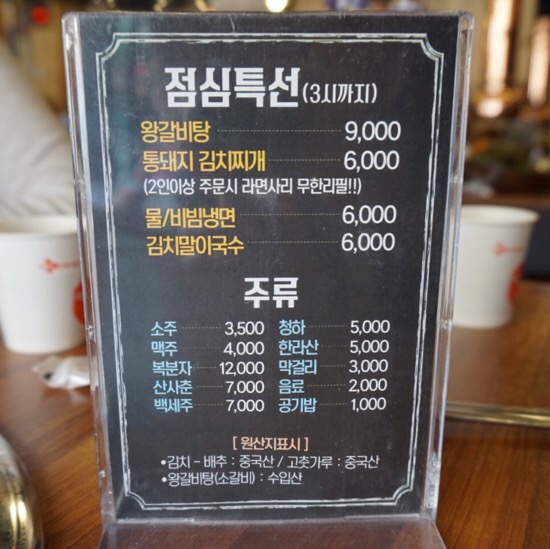 점심특선(3시까지)
왕갈비탕 9,000
통돼지 김치찌개 6,000
(2인이상 주문시 라면사리 무한리필!!)
물/비빔냉면 6,000
김치말이국수 6,000
주류
소주 3,500 청하 5,000
맥주 4,000 한라산 5,000
복분자 12,000 막걸리 3,000
산사춘 7,000 음료 2,000
백세주 7,000 공기밥 1,000
[ 원산지표시 ]
•김치 - 배추 : 중국산 / 고춧가루 : 중국산
•왕갈비탕(소갈비) : 수입산